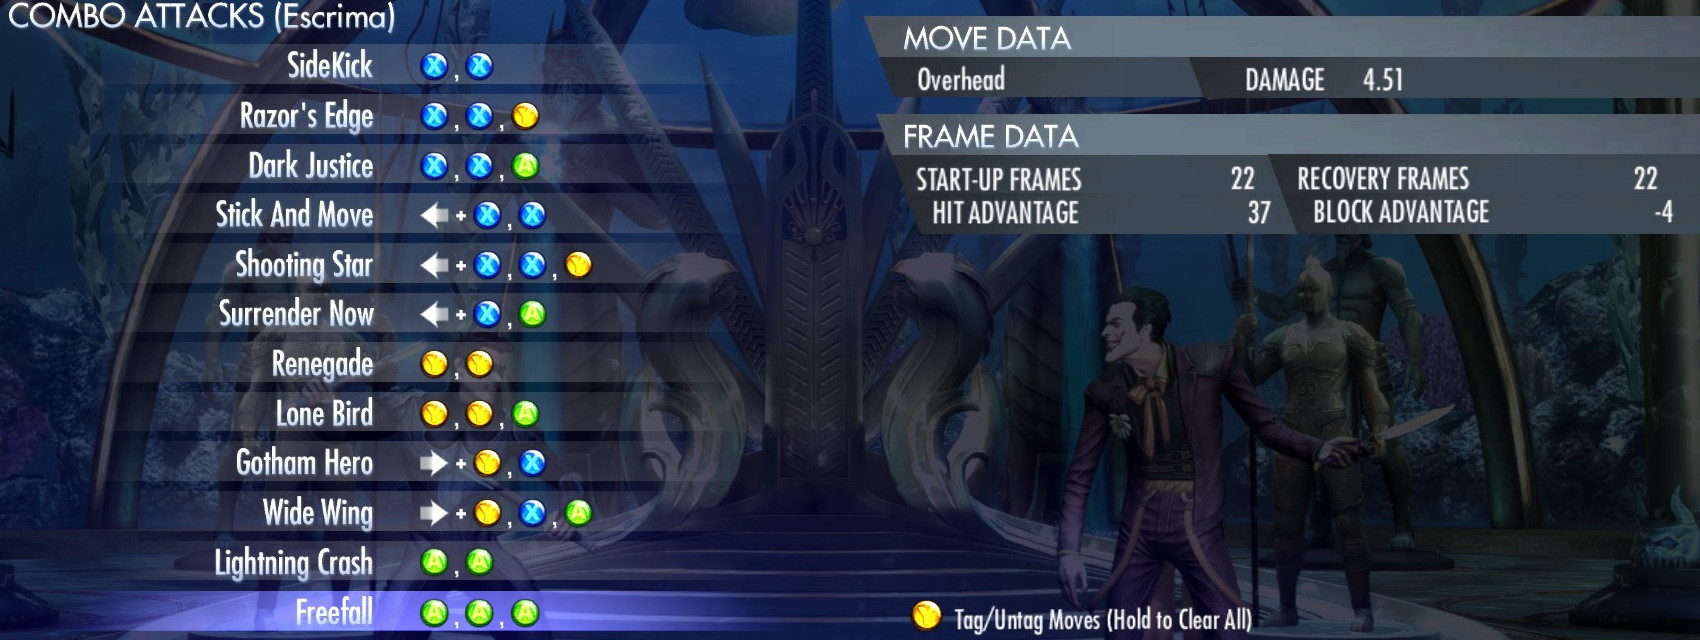 COMBO ATTACKS (Escrima)
SideKick X, X
Razor's Edge X, X, Y
Dark Justice X, X, A
Stick And Move + X, X
Shooting Star + X, X, Y
Surrender Now + X, A
Renegade Y, Y
Lone Bird Y, Y, A
Gotham Hero + Y, X
Wide Wing + Y, X, A
Lightning Crash A, A
Freefall A, A, A
MOVE DATA
Overhead DAMAGE 4.51
FRAME DATA
START-UP FRAMES 22 RECOVERY FRAMES 22
HIT ADVANTAGE 37 BLOCK ADVANTAGE -4
Y Tag/Untag Moves (Hold to Clear All)